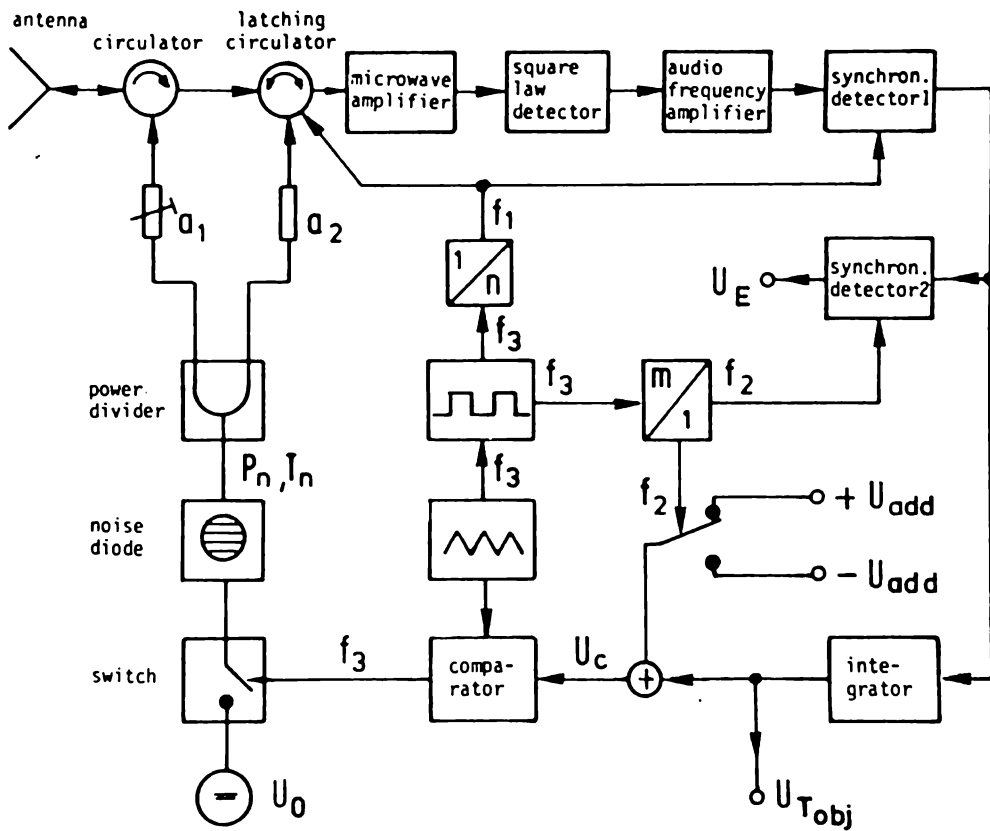 antenna
circulator
latching
circulator
microwave
amplifier
square
law
detector
audio
frequency
amplifier
synchron.
detector1
a1
a2
f1
1
n
f3
U_E
synchron.
detector2
power
divider
f3
m
1
f2
Pn,Tn
f3
f2
+ Uadd
noise
diode
- Uadd
switch
f3
compa-
rator
Uc
+
inte-
grator
U0
UTobj